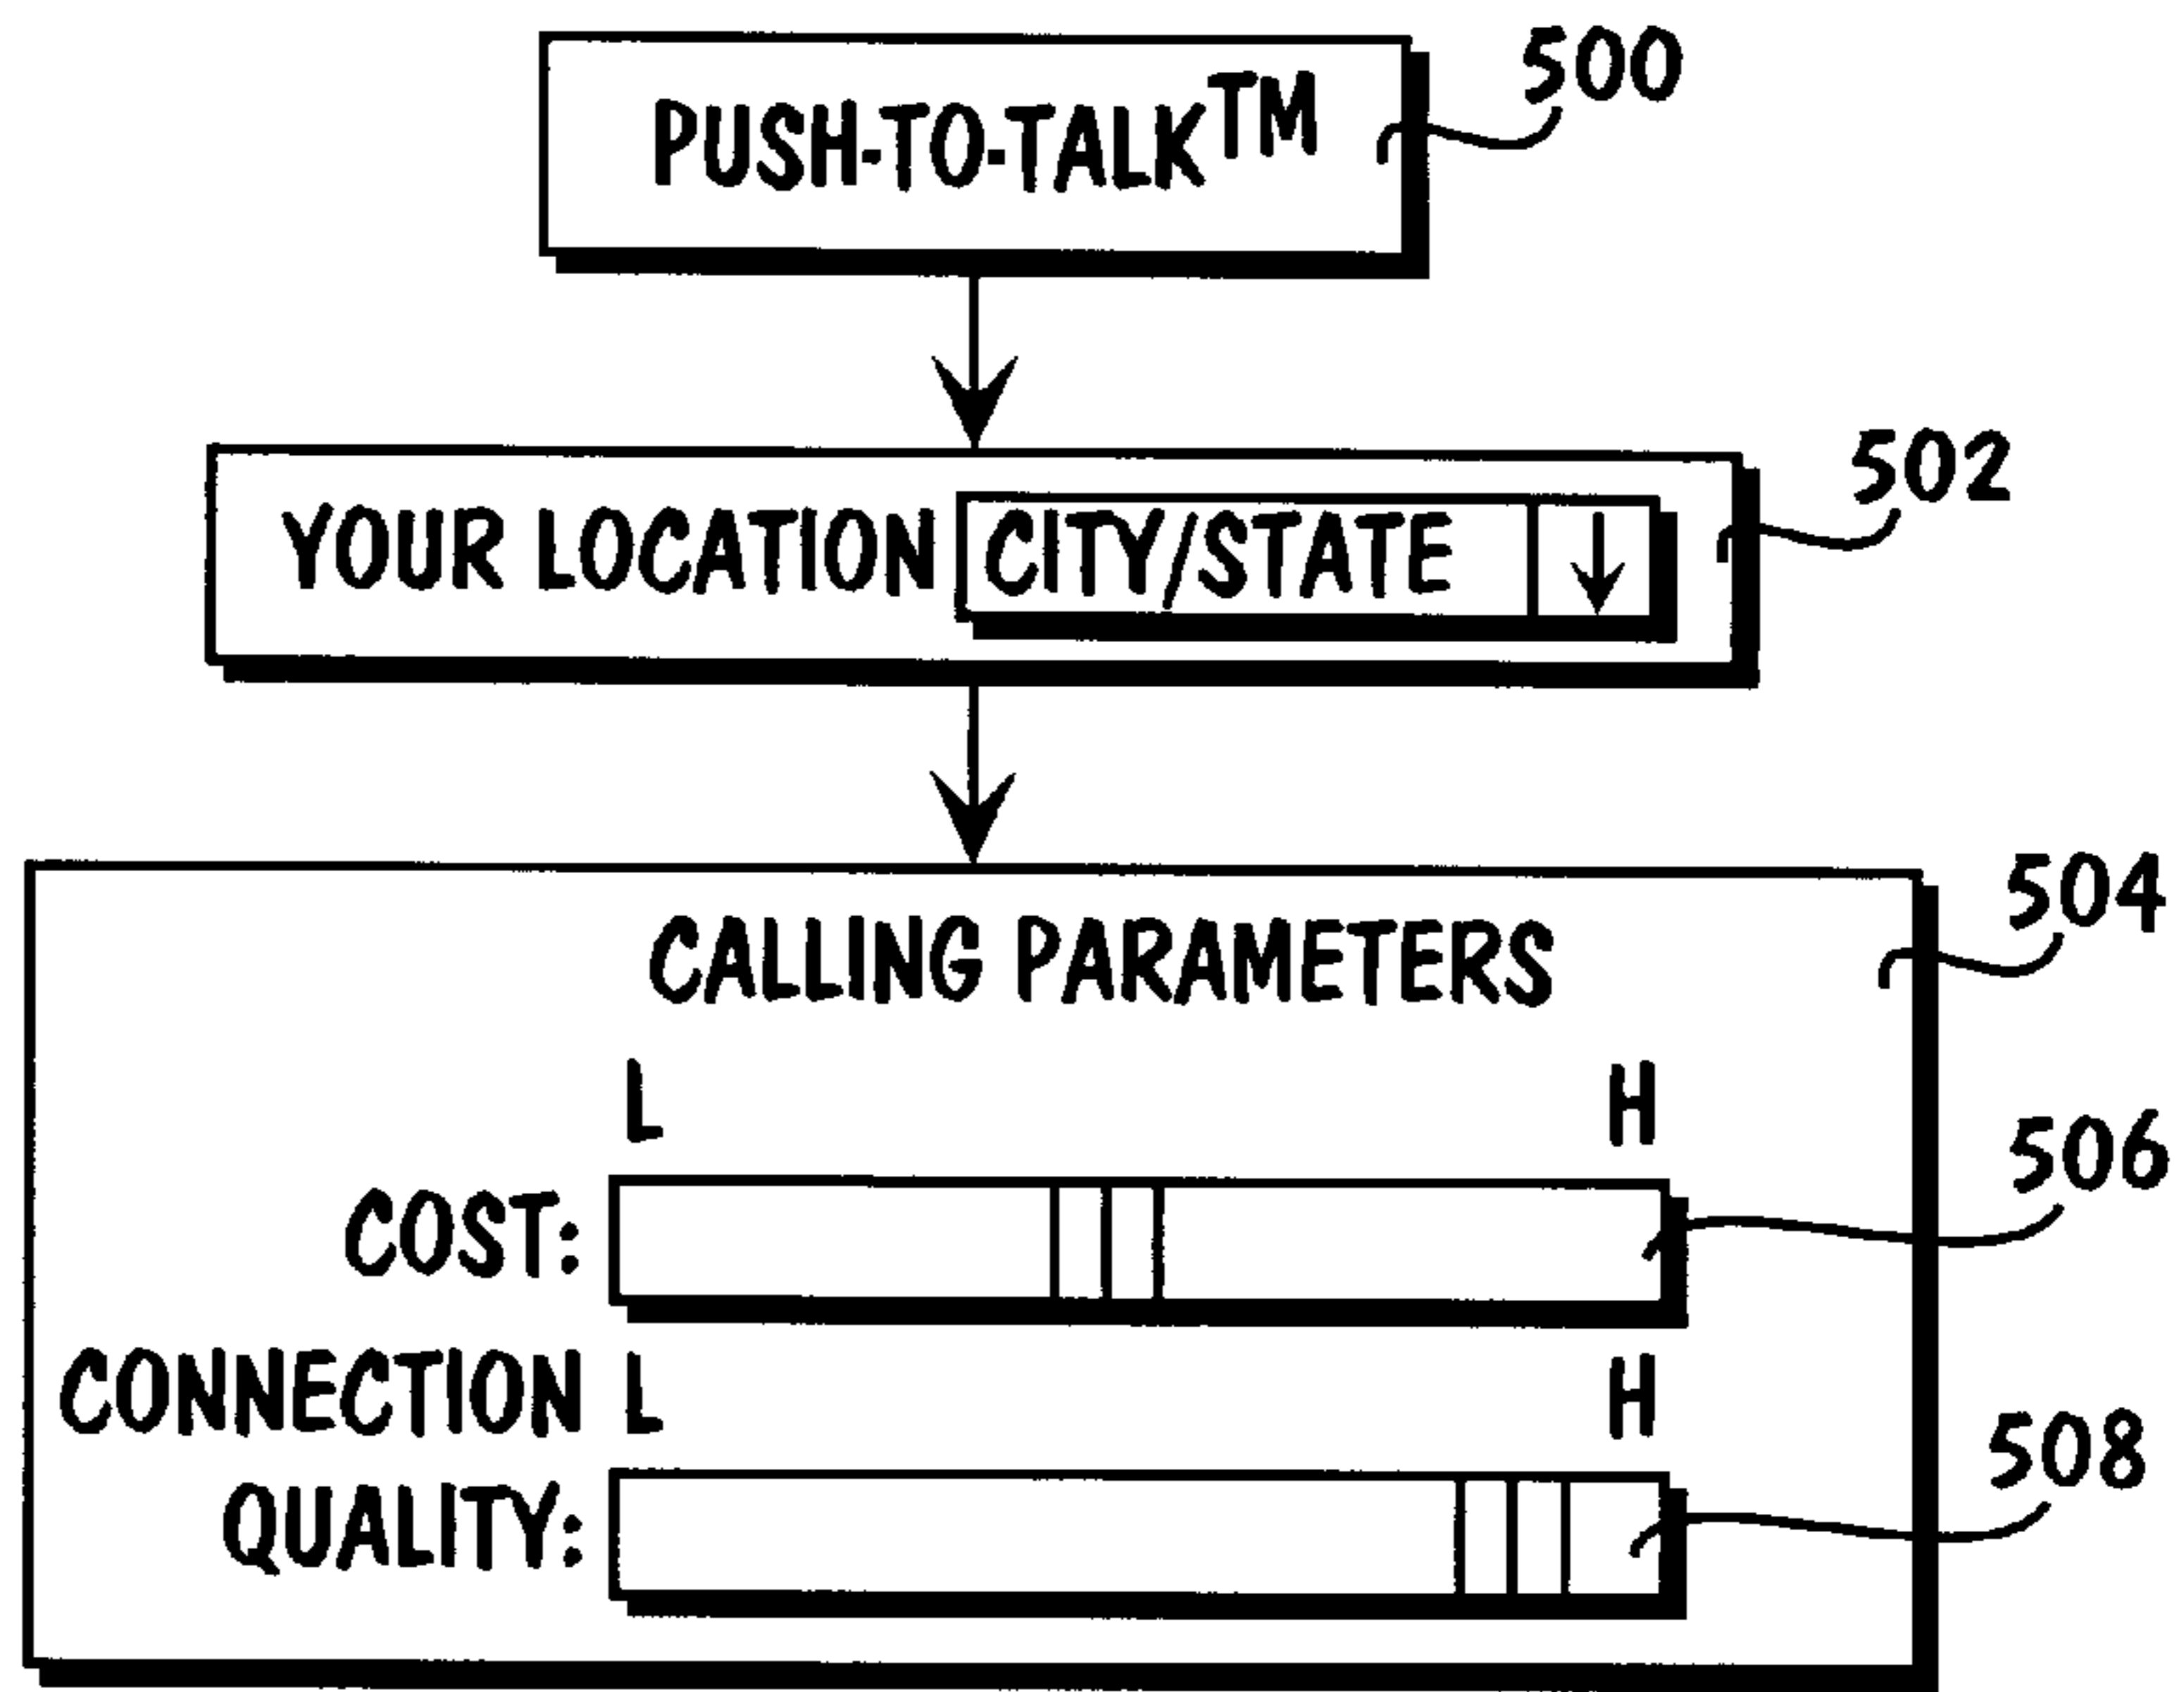 PUSH-TO-TALK™
500
YOUR LOCATION CITY/STATE
502
CALLING PARAMETERS
504
L H
COST:
506
CONNECTION L H
QUALITY:
508